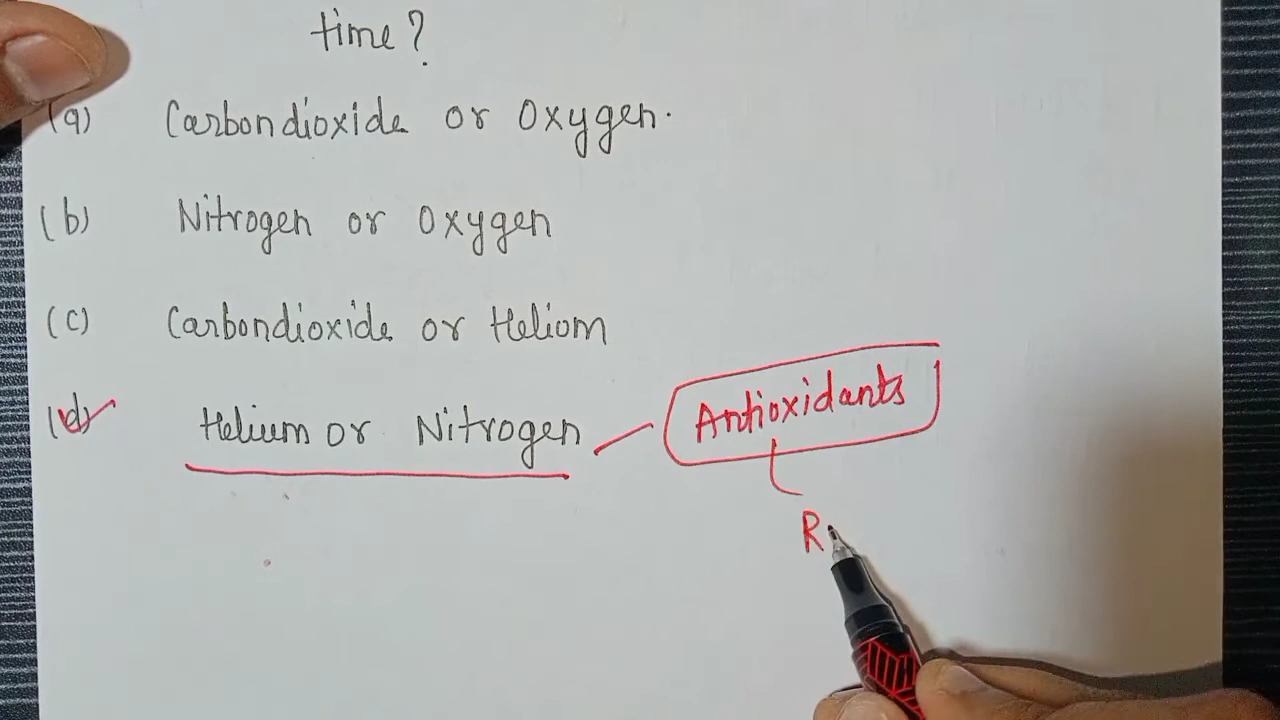 time?
(a) Carbondioxide or Oxygen.
(b) Nitrogen or Oxygen
(c) Carbondioxide or Heliom
(d) Helium or Nitrogen
Antioxidants
R